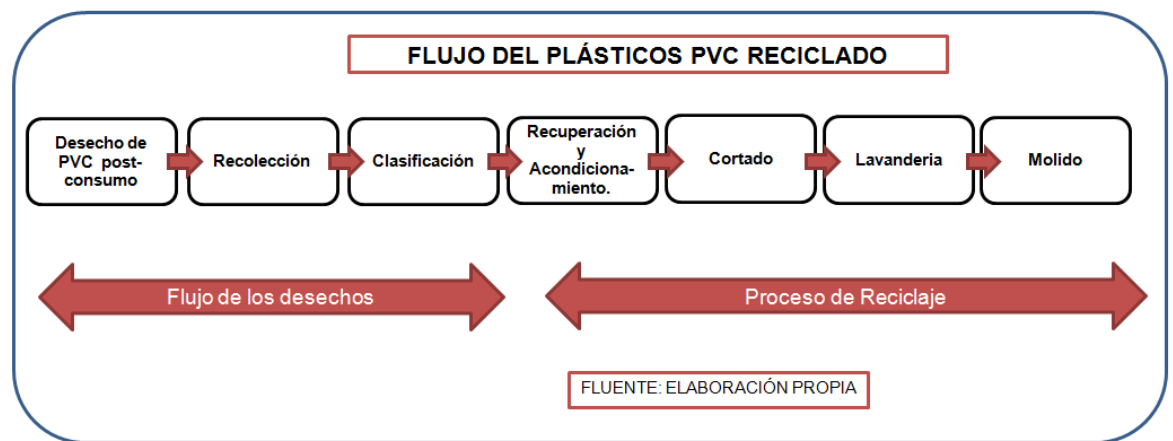 FLUJO DEL PLÁSTICOS PVC RECICLADO
Desecho de
PVC post-
consumo
Recolección
Clasificación
Recuperación
y
Acondiciona-
miento.
Cortado
Lavanderia
Molido
Flujo de los desechos
Proceso de Reciclaje
FLUENTE: ELABORACIÓN PROPIA